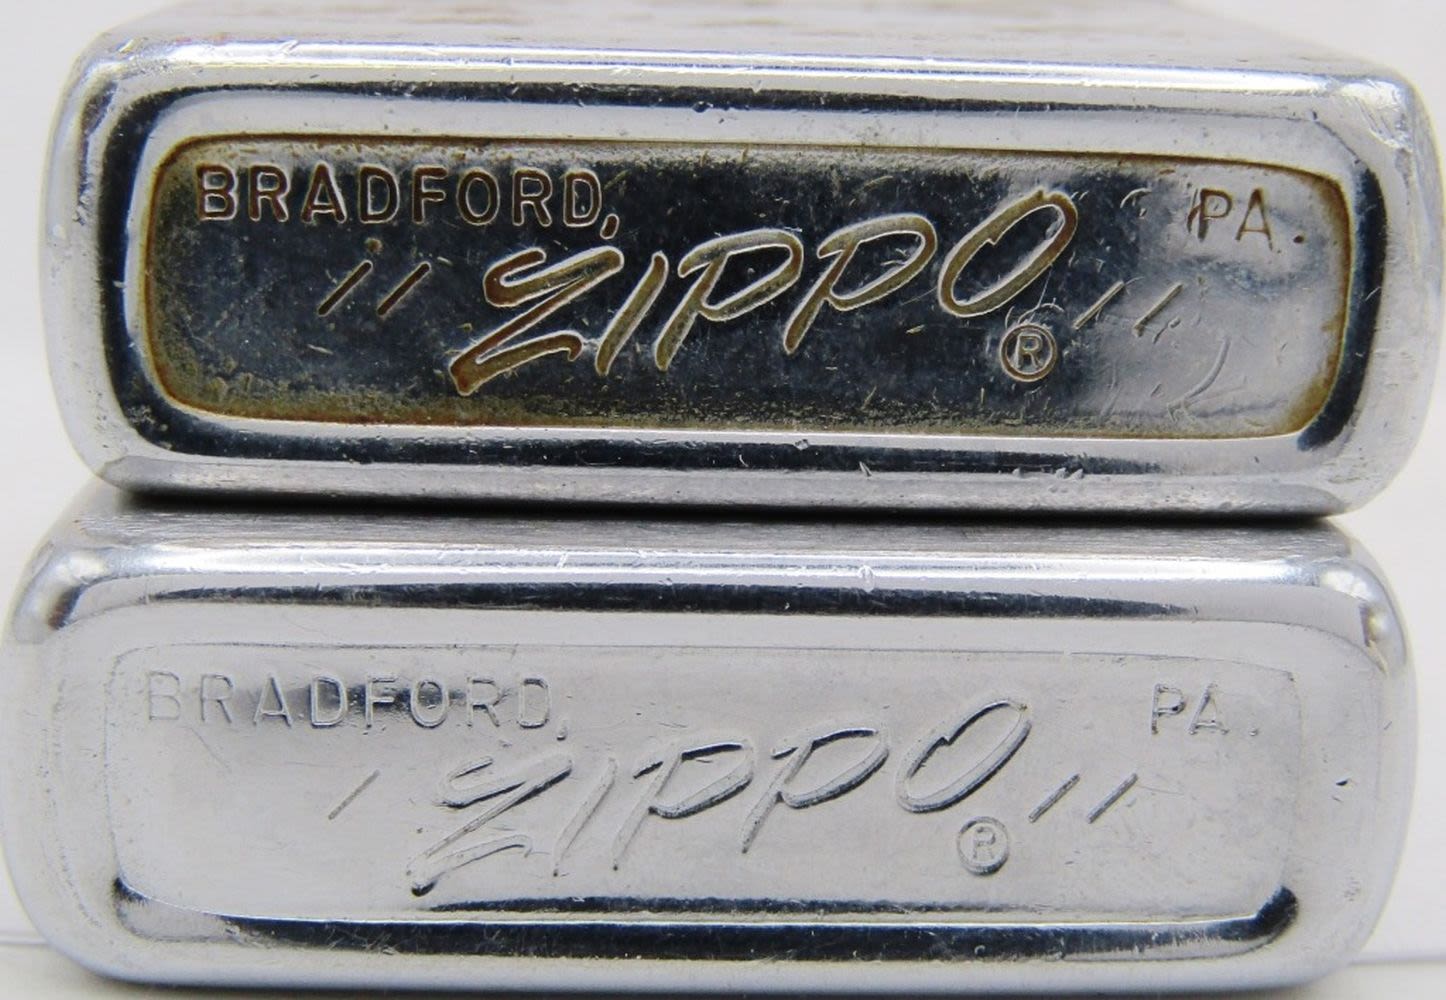 BRADFORD, PA.
// ZIPPO ® //
BRADFORD, PA.
/ ZIPPO ® //